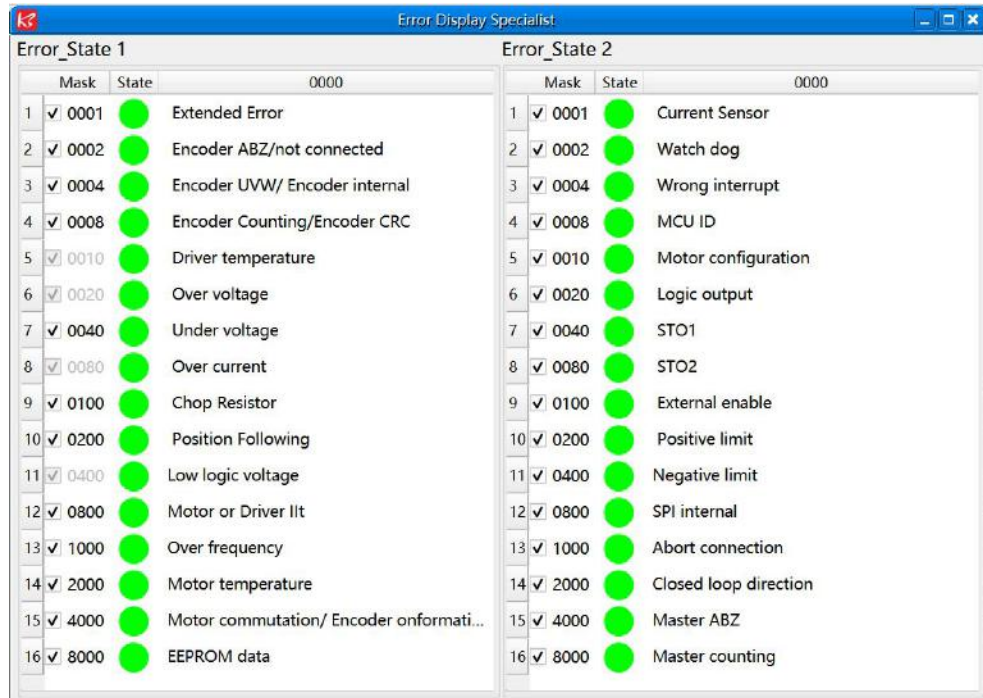 Error Display Specialist
Error_State 1
Mask State 0000
1 0001 Extended Error
2 0002 Encoder ABZ/not connected
3 0004 Encoder UVW/ Encoder internal
4 0008 Encoder Counting/Encoder CRC
5 0010 Driver temperature
6 0020 Over voltage
7 0040 Under voltage
8 0080 Over current
9 0100 Chop Resistor
10 0200 Position Following
11 0400 Low logic voltage
12 0800 Motor or Driver IIt
13 1000 Over frequency
14 2000 Motor temperature
15 4000 Motor commutation/ Encoder onformati...
16 8000 EEPROM data
Error_State 2
Mask State 0000
1 0001 Current Sensor
2 0002 Watch dog
3 0004 Wrong interrupt
4 0008 MCU ID
5 0010 Motor configuration
6 0020 Logic output
7 0040 STO1
8 0080 STO2
9 0100 External enable
10 0200 Positive limit
11 0400 Negative limit
12 0800 SPI internal
13 1000 Abort connection
14 2000 Closed loop direction
15 4000 Master ABZ
16 8000 Master counting